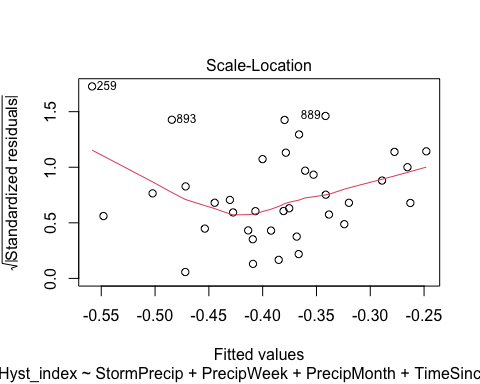 Scale-Location
√|Standardized residuals|
1.5
1.0
0.5
0.0
259
893
889
-0.55 -0.50 -0.45 -0.40 -0.35 -0.30 -0.25
Fitted values
Hyst_index ~ StormPrecip + PrecipWeek + PrecipMonth + TimeSinc